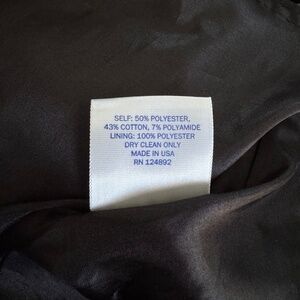 SELF: 50% POLYESTER,
43% COTTON, 7% POLYAMIDE
LINING: 100% POLYESTER
DRY CLEAN ONLY
MADE IN USA
RN 124892